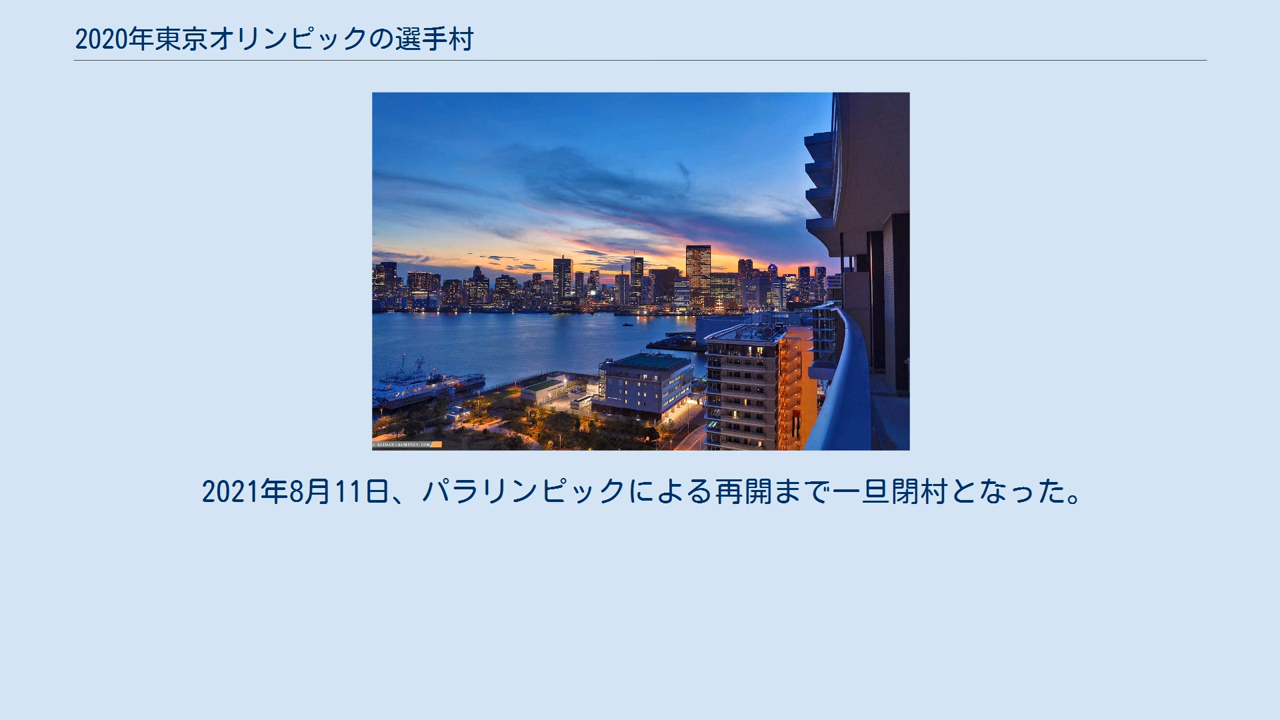 2020年東京オリンピックの選手村
2021年8月11日、パラリンピックによる再開まで一旦閉村となった。